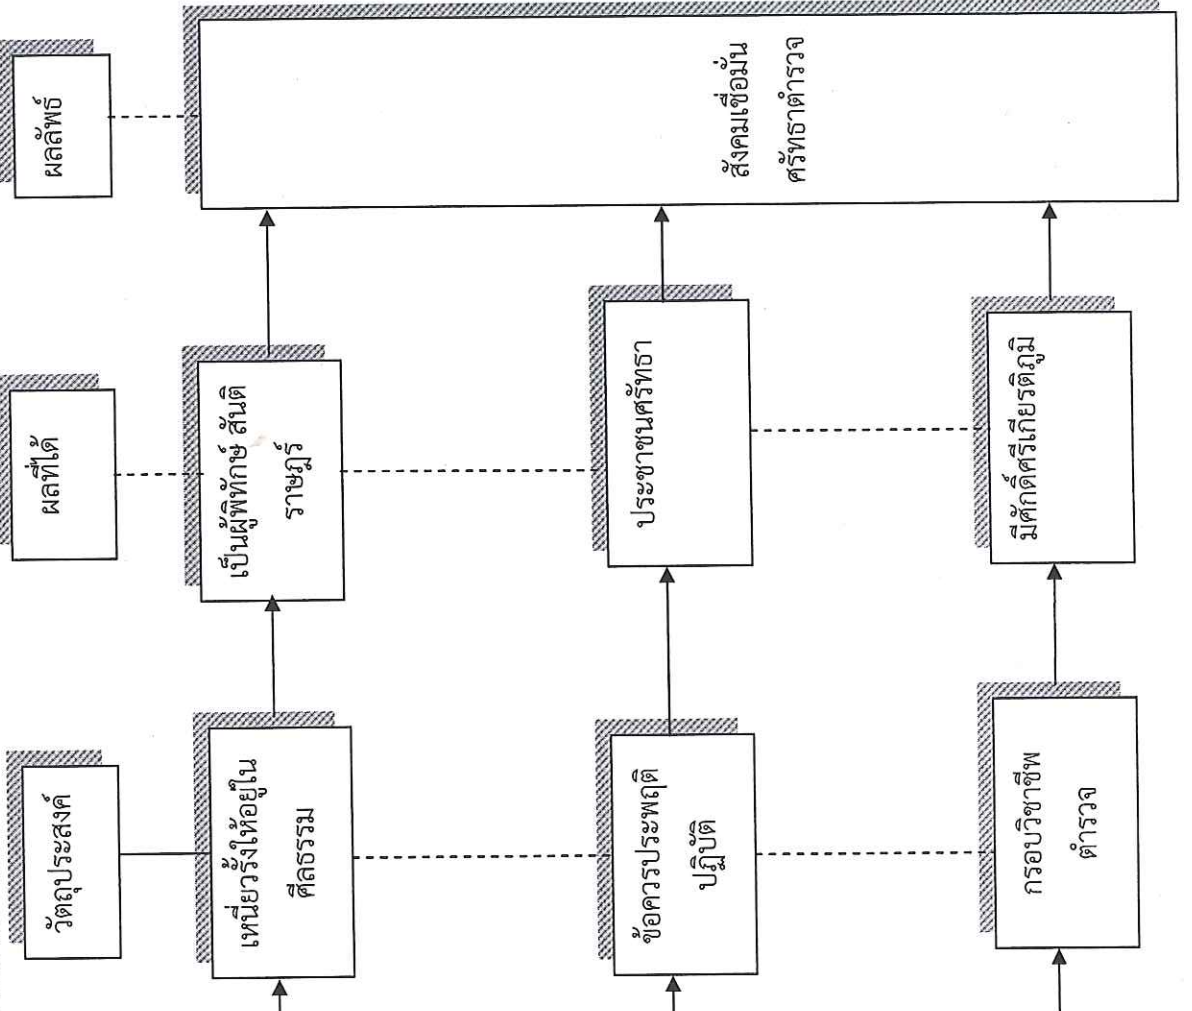 วัตถุประสงค์
เหนี่ยวรั้งให้อยู่ใน
ศีลธรรม
ข้อควรประพฤติ
ปฏิบัติ
กรอบวิชาชีพ
ตำรวจ
ผลที่ได้
เป็นผู้พิทักษ์ สันติ
ราษฎร์
ประชาชนศรัทธา
มีศักดิ์ศรีเกียรติภูมิ
ผลลัพธ์
สังคมเชื่อมั่น
ศรัทธาตำรวจ